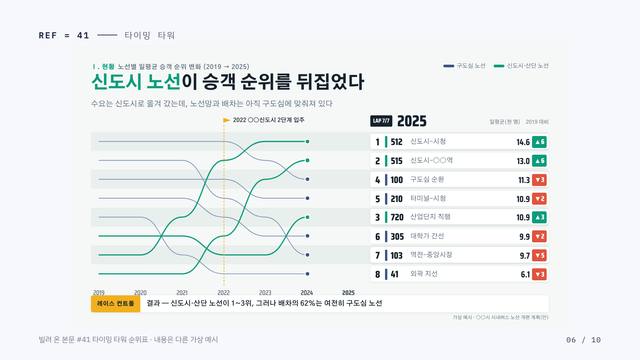 REF = 41 — 타이밍 타워
Ⅰ. 현황 노선별 일평균 승객 순위 변화 (2019 → 2025)
구도심 노선 신도시·산단 노선
신도시 노선이 승객 순위를 뒤집었다
수요는 신도시로 옮겨 갔는데, 노선망과 배차는 아직 구도심에 맞춰져 있다
2022 ○○신도시 2단계 입주
LAP 7/7 2025 일평균(천 명) 2019 대비
1 512 신도시–시청 14.6 ▲6
2 515 신도시–○○역 13.0 ▲6
4 100 구도심 순환 11.3 ▼3
5 210 터미널–시청 10.9 ▼2
3 720 산업단지 직행 10.9 ▲3
6 305 대학가 간선 9.9 ▼2
7 103 역전–중앙시장 9.7 ▼5
8 41 외곽 지선 6.1 ▼3
2019 2020 2021 2022 2023 2024 2025
레이스 컨트롤 결과 — 신도시·산단 노선이 1~3위, 그러나 배차의 62%는 여전히 구도심 노선
가상 예시 · ○○시 시내버스 노선 개편 계획(안)
빌려 온 본문 #41 타이밍 타워 순위표 · 내용은 다른 가상 예시
06 / 10